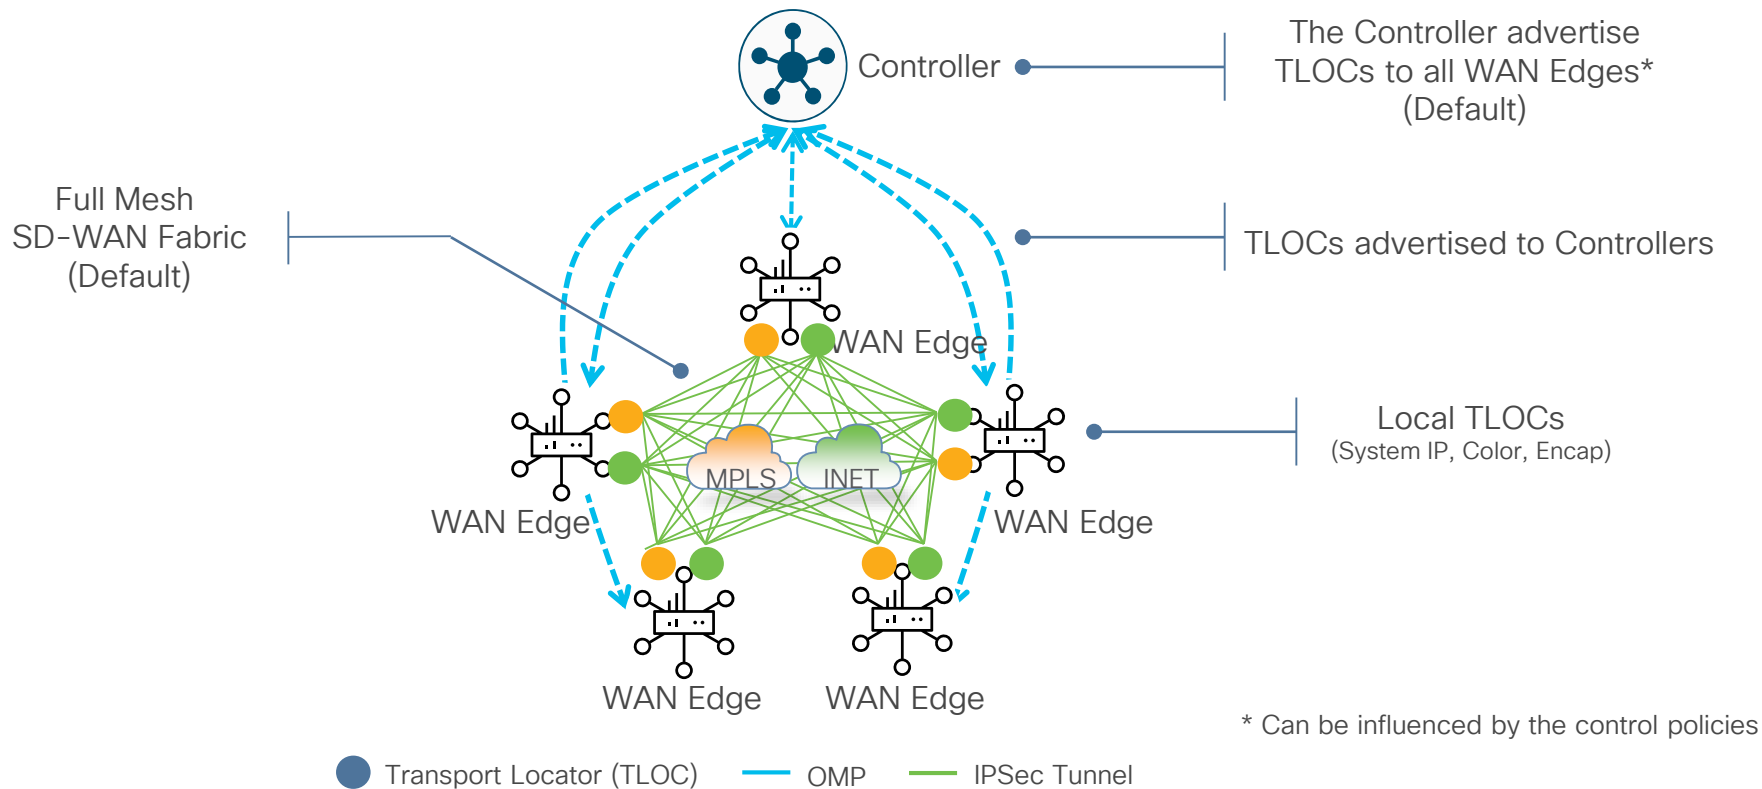 Controller
The Controller advertise
TLOCs to all WAN Edges*
(Default)
Full Mesh
SD-WAN Fabric
(Default)
TLOCs advertised to Controllers
WAN Edge
Local TLOCs
(System IP, Color, Encap)
MPLS
INET
WAN Edge
WAN Edge
WAN Edge
WAN Edge
* Can be influenced by the control policies
Transport Locator (TLOC)
OMP
IPSec Tunnel